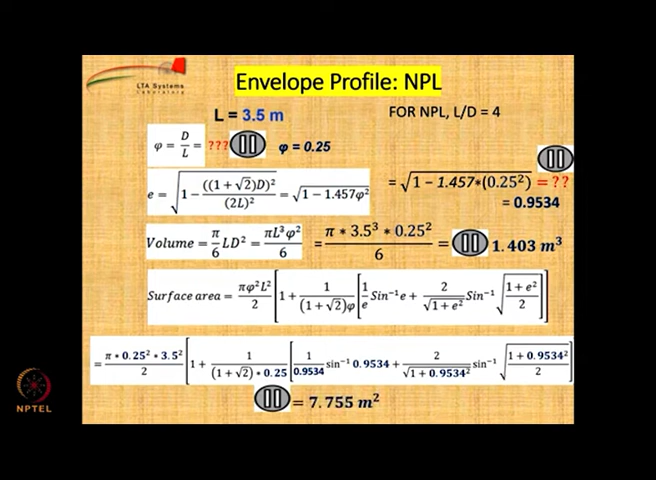 LTA Systems
Laboratory
Envelope Profile: NPL
L = 3.5 m
FOR NPL, L/D = 4
φ = D/L = ??? φ = 0.25
e = √(1 − ((1 + √2)D)²/(2L)²) = √(1 − 1.457φ²) = √(1 − 1.457*(0.25²)) = ??
= 0.9534
Volume = π/6 LD² = πL³φ²/6 = π * 3.5³ * 0.25²/6 = 1.403 m³
Surface area = πφ²L²/2 [1 + 1/((1 + √2)φ) [1/e Sin⁻¹e + 2/√(1 + e²) Sin⁻¹ √((1 + e²)/2)]]
= π * 0.25² * 3.5²/2 [1 + 1/((1 + √2) * 0.25) [1/0.9534 sin⁻¹ 0.9534 + 2/√(1 + 0.9534²) sin⁻¹ √((1 + 0.9534²)/2)]]
= 7.755 m²
NPTEL